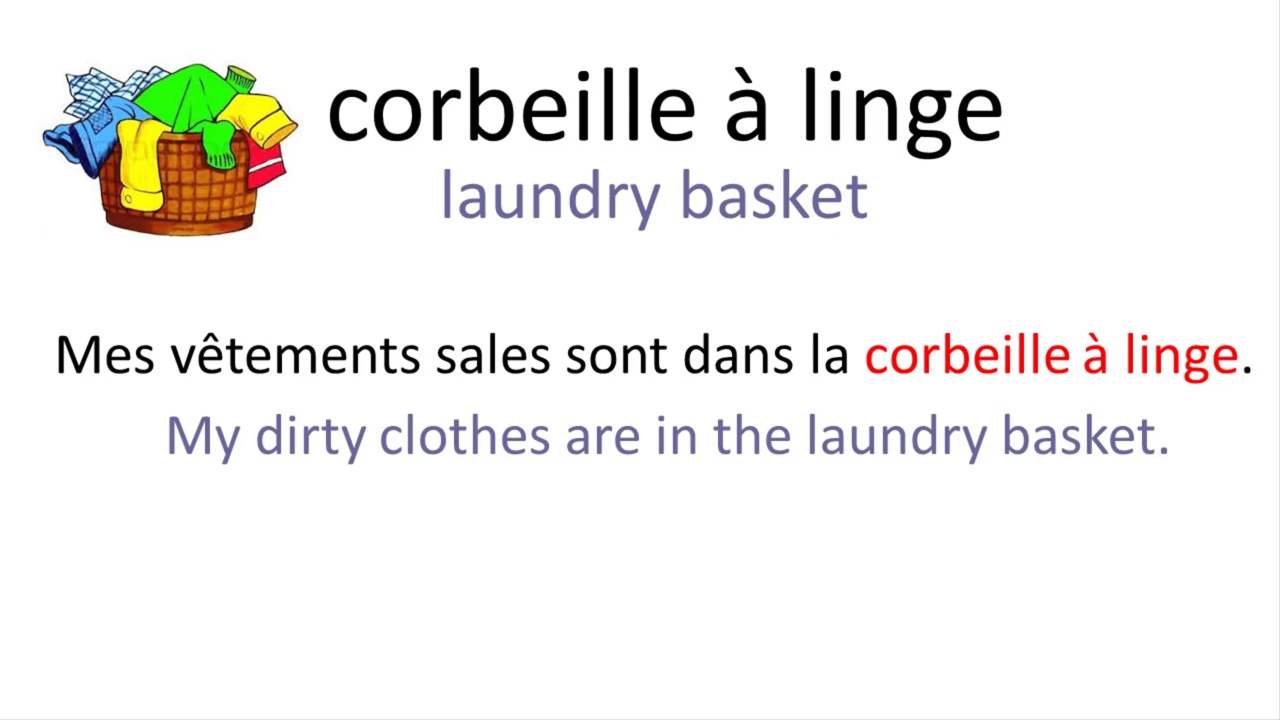 corbeille à linge
laundry basket
Mes vêtements sales sont dans la corbeille à linge.
My dirty clothes are in the laundry basket.